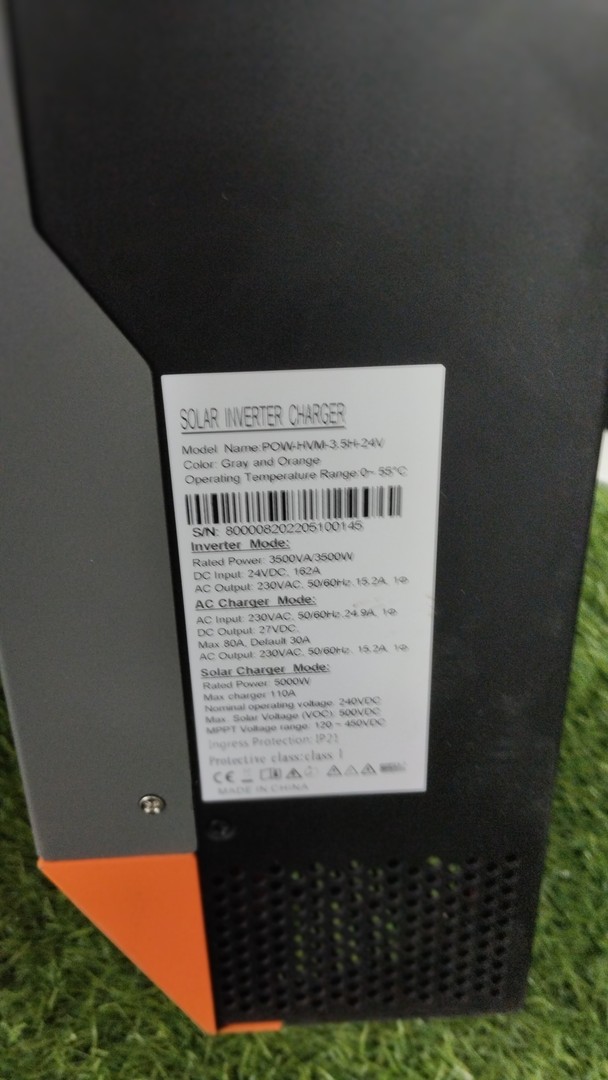 SOLAR INVERTER CHARGER
Model Name:POW-HVM-3.5H-24V
Color: Gray and Orange
Operating Temperature Range:0~ 55°C
S/N: 800008202205100145
Inverter Mode:
Rated Power: 3500VA/3500W
DC Input: 24VDC, 162A
AC Output: 230VAC, 50/60Hz, 15.2A, 1Φ
AC Charger Mode:
AC Input: 230VAC, 50/60Hz, 24.9A, 1Φ
DC Output: 27VDC,
Max 80A, Default 30A
AC Output: 230VAC, 50/60Hz, 15.2A, 1Φ
Solar Charger Mode:
Rated Power: 5000W
Max charger 110A
Nominal operating voltage: 240VDC
Max. Solar Voltage (VOC): 500VDC
MPPT Voltage range: 120 ~ 450VDC
Ingress Protection: IP21
Protective class:class I
CE
MADE IN CHINA